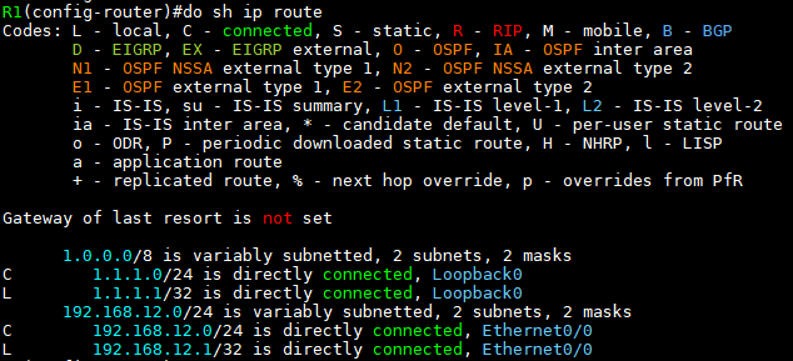 R1(config-router)#do sh ip route
Codes: L - local, C - connected, S - static, R - RIP, M - mobile, B - BGP
D - EIGRP, EX - EIGRP external, O - OSPF, IA - OSPF inter area
N1 - OSPF NSSA external type 1, N2 - OSPF NSSA external type 2
E1 - OSPF external type 1, E2 - OSPF external type 2
i - IS-IS, su - IS-IS summary, L1 - IS-IS level-1, L2 - IS-IS level-2
ia - IS-IS inter area, * - candidate default, U - per-user static route
o - ODR, P - periodic downloaded static route, H - NHRP, l - LISP
a - application route
+ - replicated route, % - next hop override, p - overrides from PfR
Gateway of last resort is not set
1.0.0.0/8 is variably subnetted, 2 subnets, 2 masks
C 1.1.1.0/24 is directly connected, Loopback0
L 1.1.1.1/32 is directly connected, Loopback0
192.168.12.0/24 is variably subnetted, 2 subnets, 2 masks
C 192.168.12.0/24 is directly connected, Ethernet0/0
L 192.168.12.1/32 is directly connected, Ethernet0/0